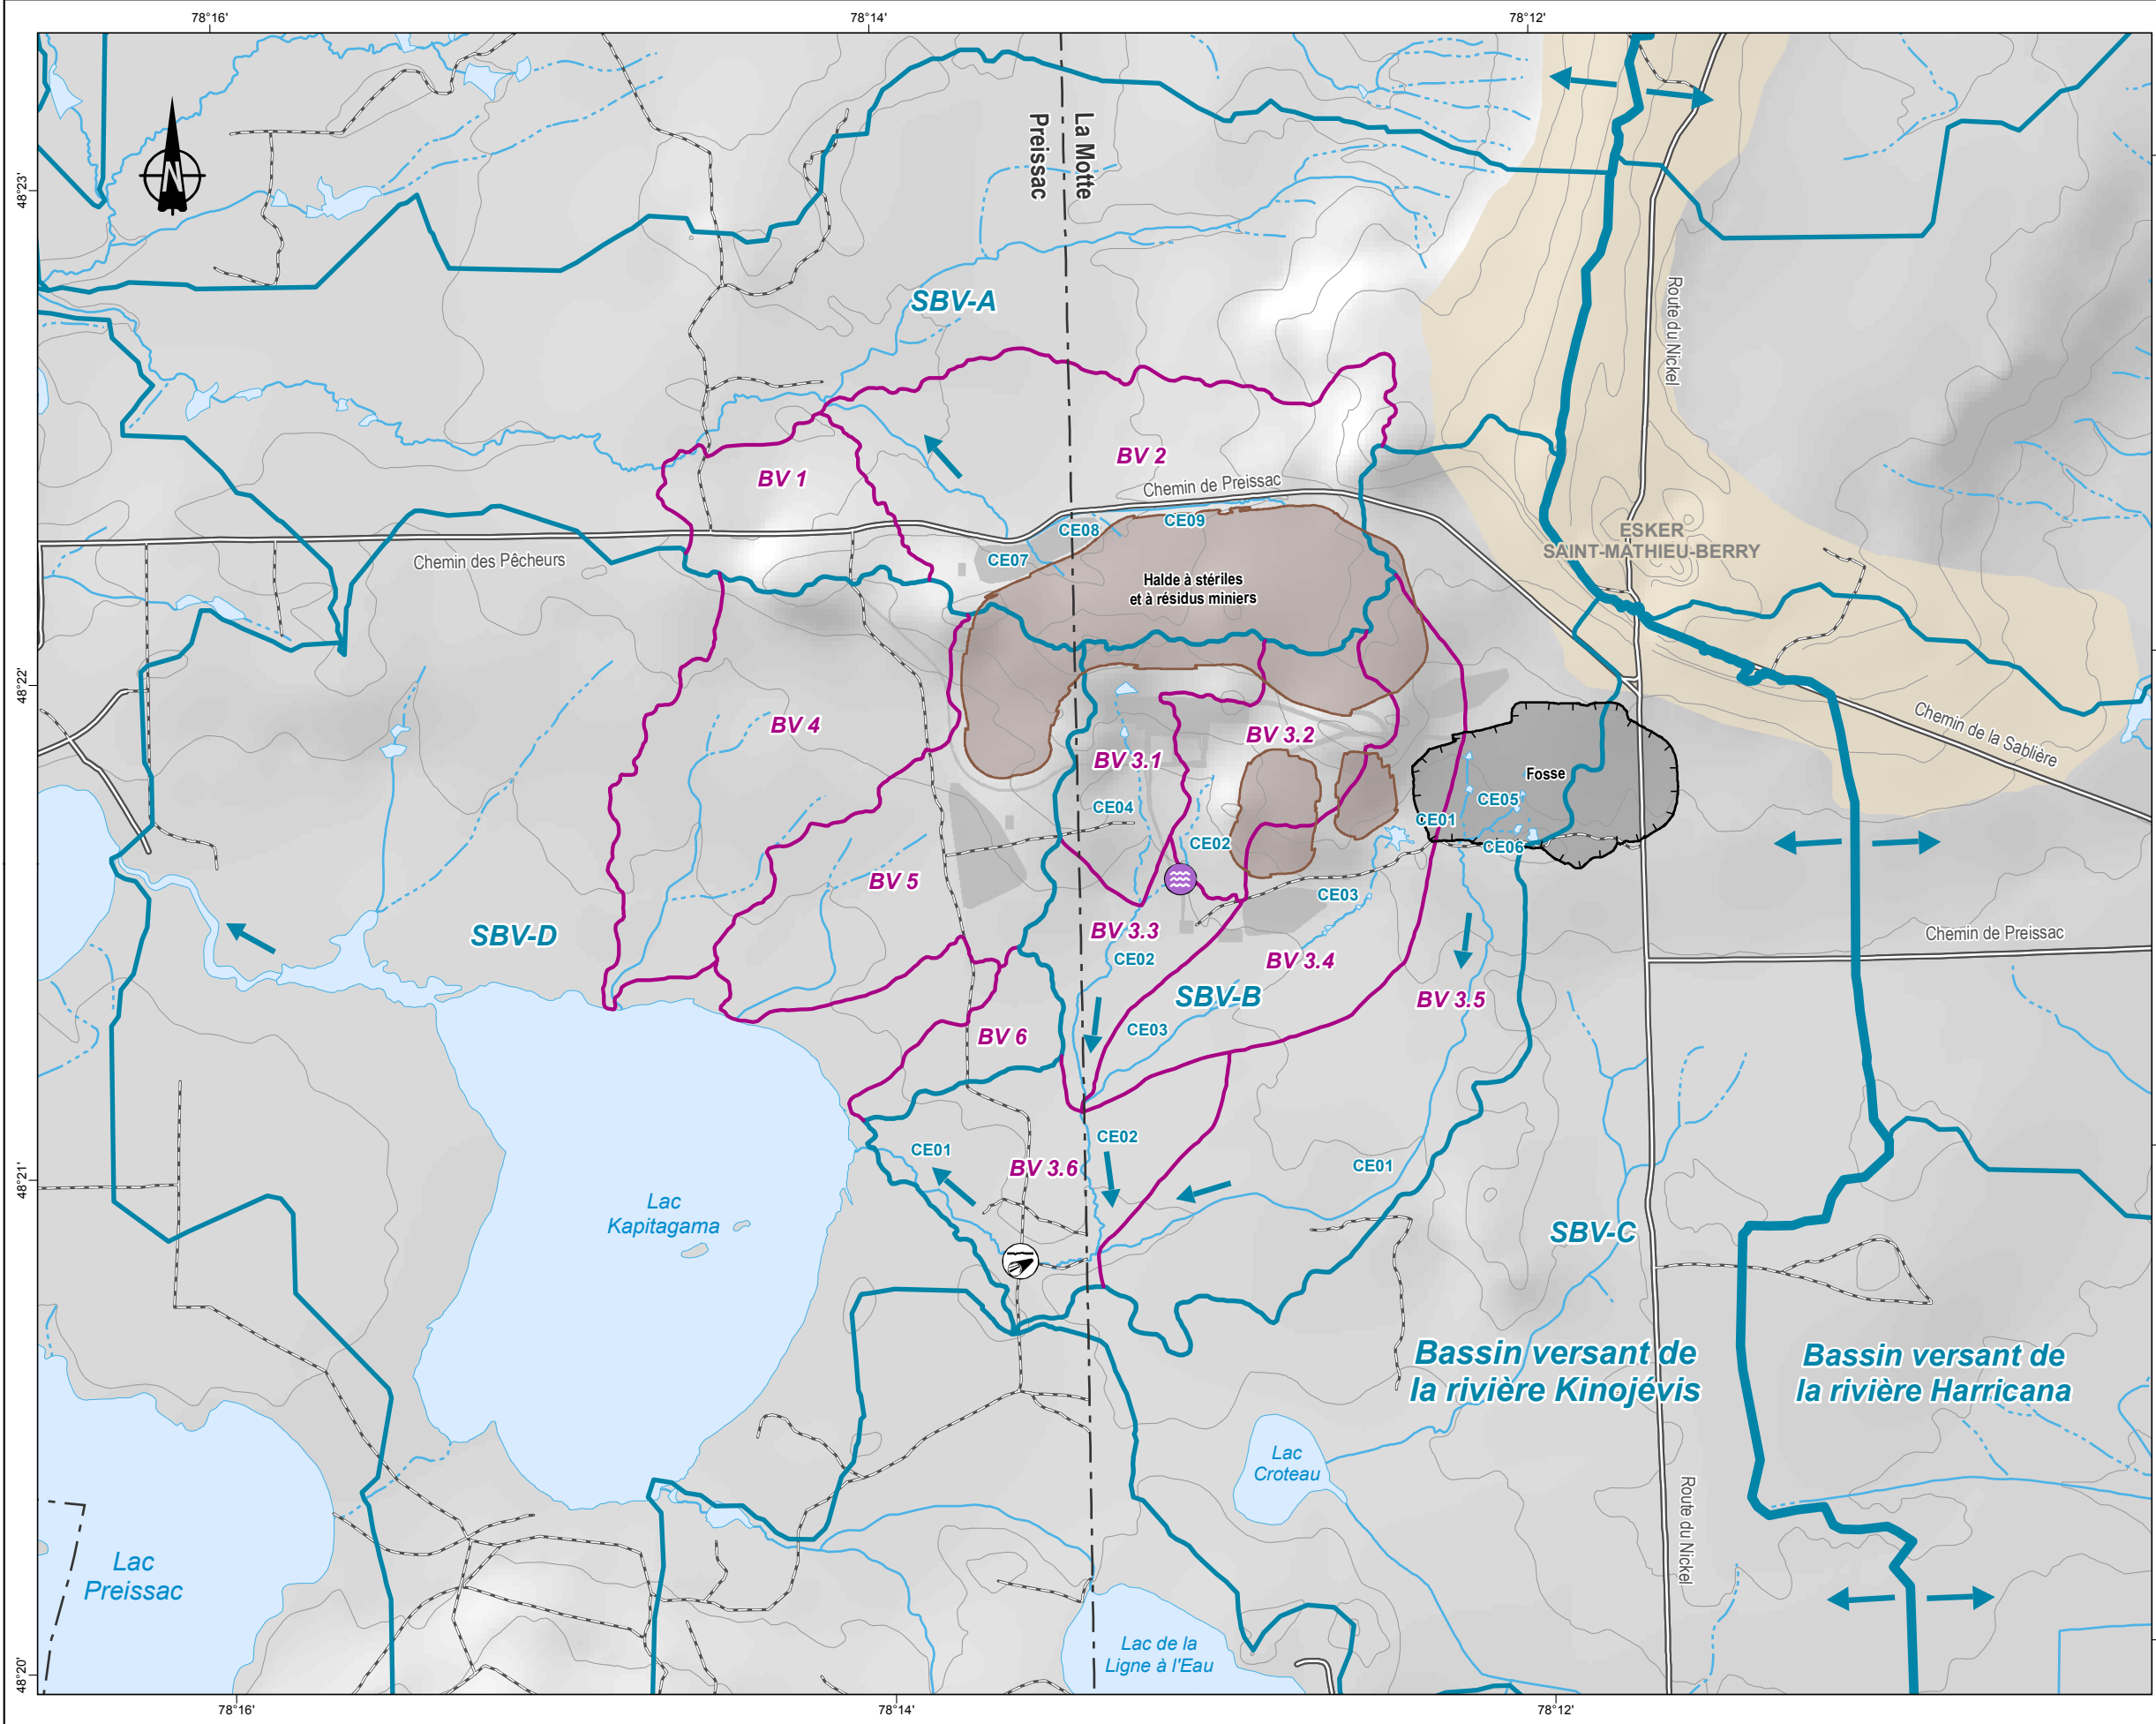 78°16'
78°14'
78°12'
48°23'
48°22'
48°21'
48°20'
N
La Motte
Preissac
SBV-A
Route du Nickel
BV 1
BV 2
Chemin de Preissac
CE09
CE08
CE07
Chemin des Pêcheurs
ESKER
SAINT-MATHIEU-BERRY
Halde à stériles
et à résidus miniers
BV 4
BV 3.1
BV 3.2
Chemin de la Sablière
Fosse
CE04
CE05
CE01
CE02
CE06
BV 5
CE03
SBV-D
BV 3.3
CE02
BV 3.4
Chemin de Preissac
SBV-B
BV 3.5
BV 6
CE03
CE02
CE01
BV 3.6
CE01
Lac
Kapitagama
SBV-C
Bassin versant de
la rivière Kinojévis
Bassin versant de
la rivière Harricana
Lac
Croteau
Route du Nickel
Lac
Preissac
Lac de la
Ligne à l'Eau
78°16'
78°14'
78°12'